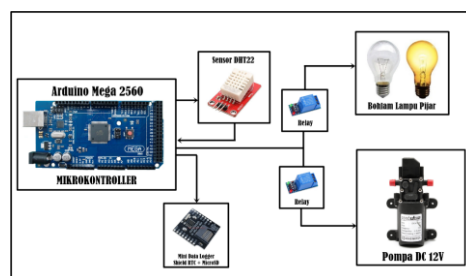 Arduino Mega 2560
MIKROKONTROLLER
Sensor DHT22
Relay
Relay
Bohlam Lampu Pijar
Pompa DC 12V
Mini Data Logger
Shield RTC + MicroSD